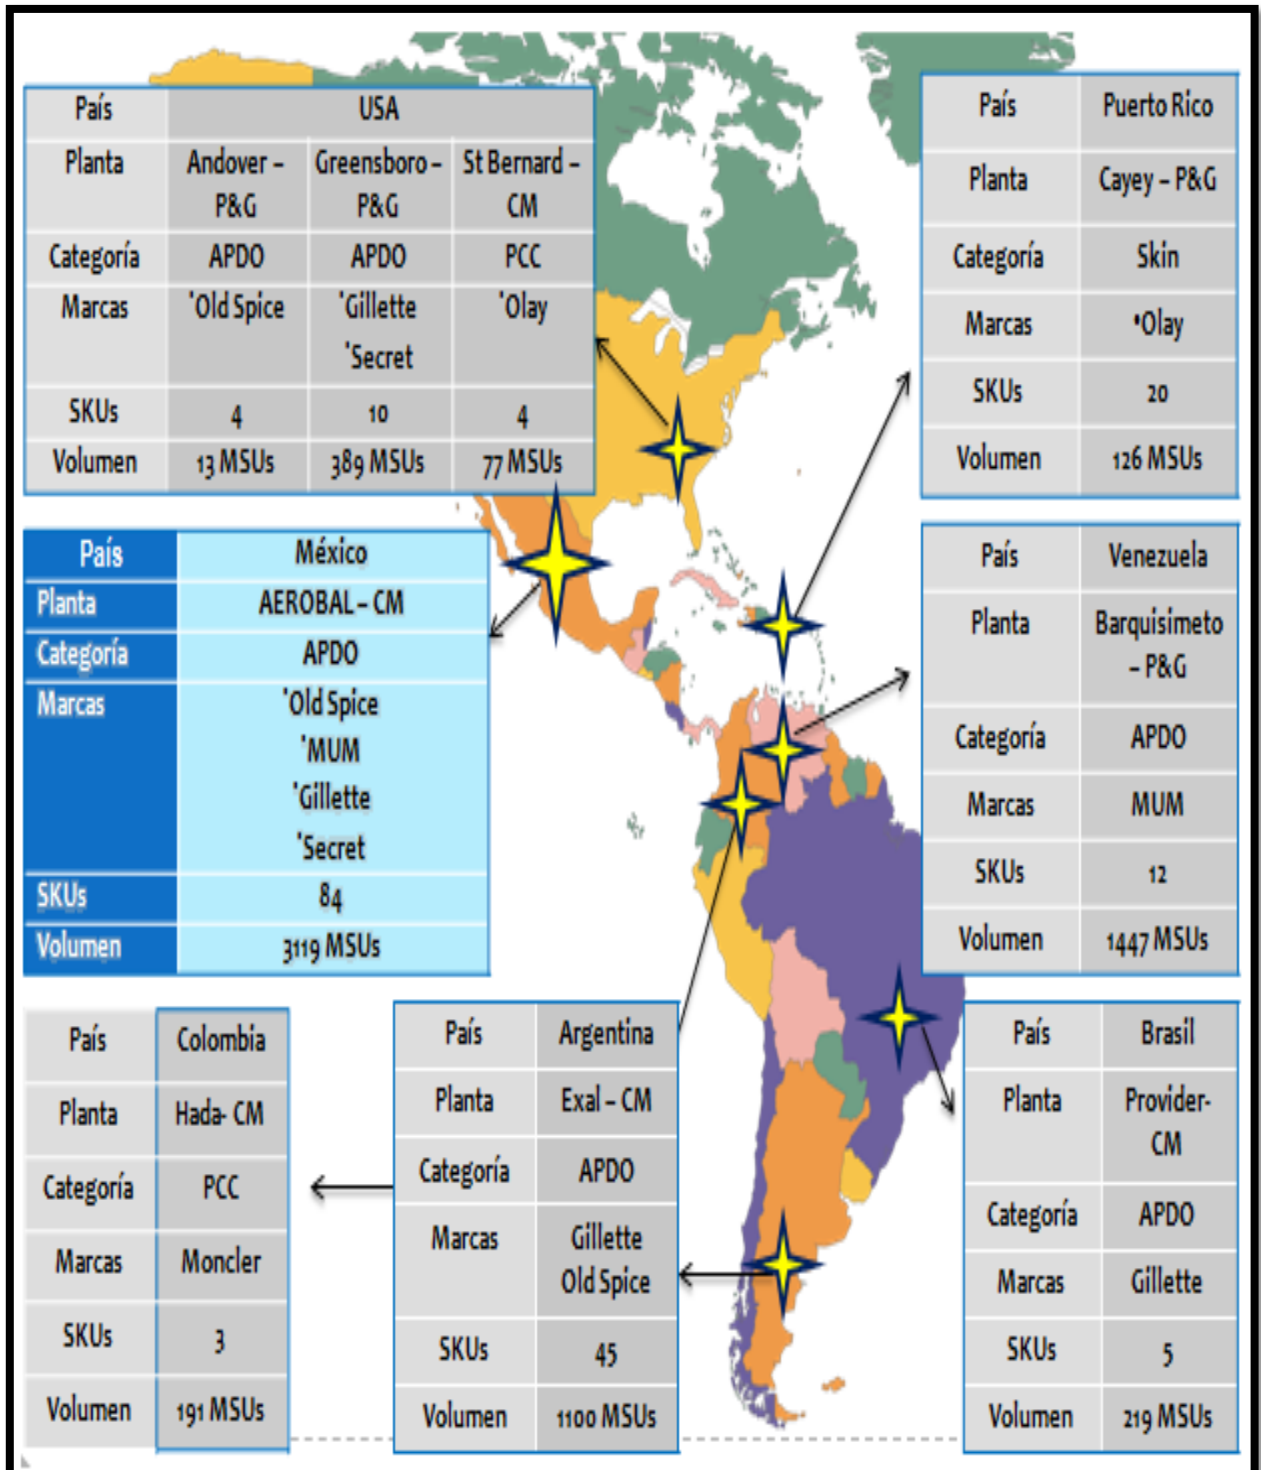 País USA
Planta Andover – Greensboro – St Bernard –
P&G P&G CM
Categoría APDO APDO PCC
Marcas 'Old Spice 'Gillette 'Olay
'Secret
SKUs 4 10 4
Volumen 13 MSUs 389 MSUs 77 MSUs
País Puerto Rico
Planta Cayey – P&G
Categoría Skin
Marcas •Olay
SKUs 20
Volumen 126 MSUs
País México
Planta AEROBAL – CM
Categoría APDO
Marcas 'Old Spice
'MUM
'Gillette
'Secret
SKUs 84
Volumen 3119 MSUs
País Venezuela
Planta Barquisimeto
– P&G
Categoría APDO
Marcas MUM
SKUs 12
Volumen 1447 MSUs
País Colombia
Planta Hada- CM
Categoría PCC
Marcas Moncler
SKUs 3
Volumen 191 MSUs
País Argentina
Planta Exal – CM
Categoría APDO
Marcas Gillette
Old Spice
SKUs 45
Volumen 1100 MSUs
País Brasil
Planta Provider-
CM
Categoría APDO
Marcas Gillette
SKUs 5
Volumen 219 MSUs